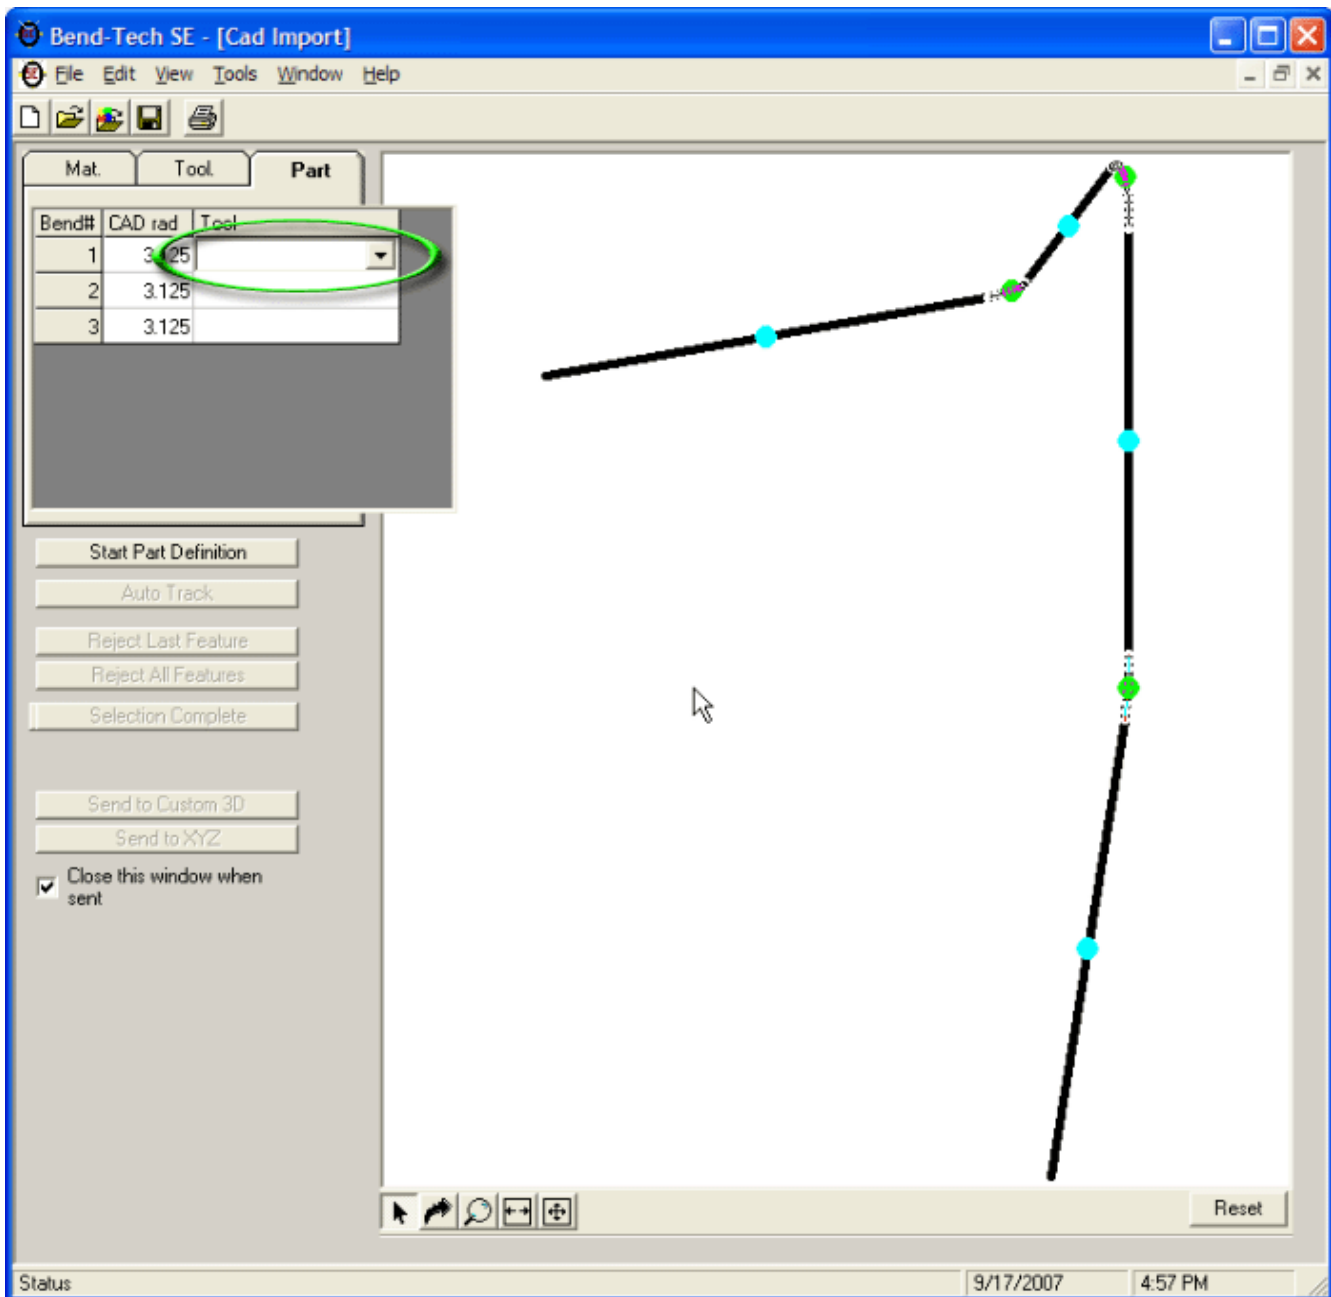 Bend-Tech SE - [Cad Import]
File Edit View Tools Window Help
Mat. Tool. Part
Bend# CAD rad Tool
1 3.125
2 3.125
3 3.125
Start Part Definition
Auto Track
Reject Last Feature
Reject All Features
Selection Complete
Send to Custom 3D
Send to XYZ
Close this window when
sent
Reset
Status 9/17/2007 4:57 PM